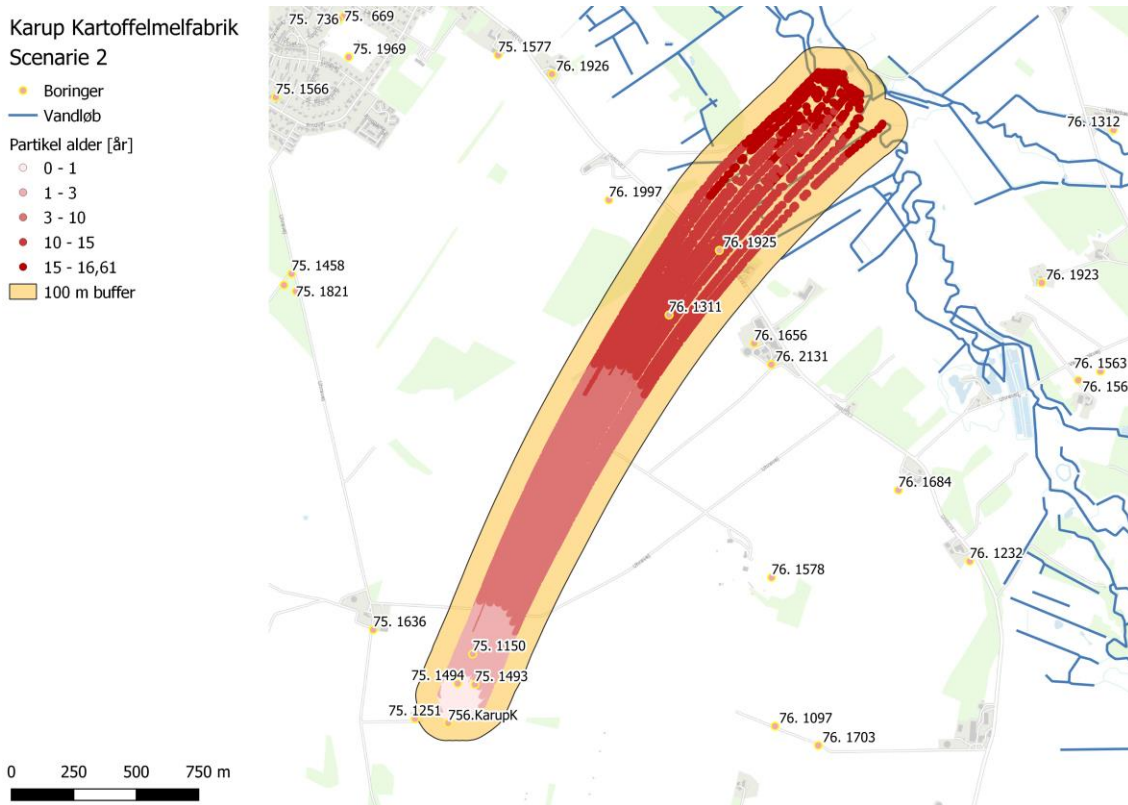 Karup Kartoffelmelfabrik
Scenarie 2
Boringer
Vandløb
Partikel alder [år]
0 - 1
1 - 3
3 - 10
10 - 15
15 - 16,61
100 m buffer
0 250 500 750 m
75. 736
75. 669
75. 1969
75. 1577
76. 1926
75. 1566
76. 1312
76. 1997
76. 1925
75. 1458
75. 1821
76. 1923
76. 1311
76. 1656
76. 2131
76. 1563
76. 156
76. 1684
76. 1232
76. 1578
75. 1636
75. 1150
75. 1494
75. 1493
75. 1251
756.KarupK
76. 1097
76. 1703